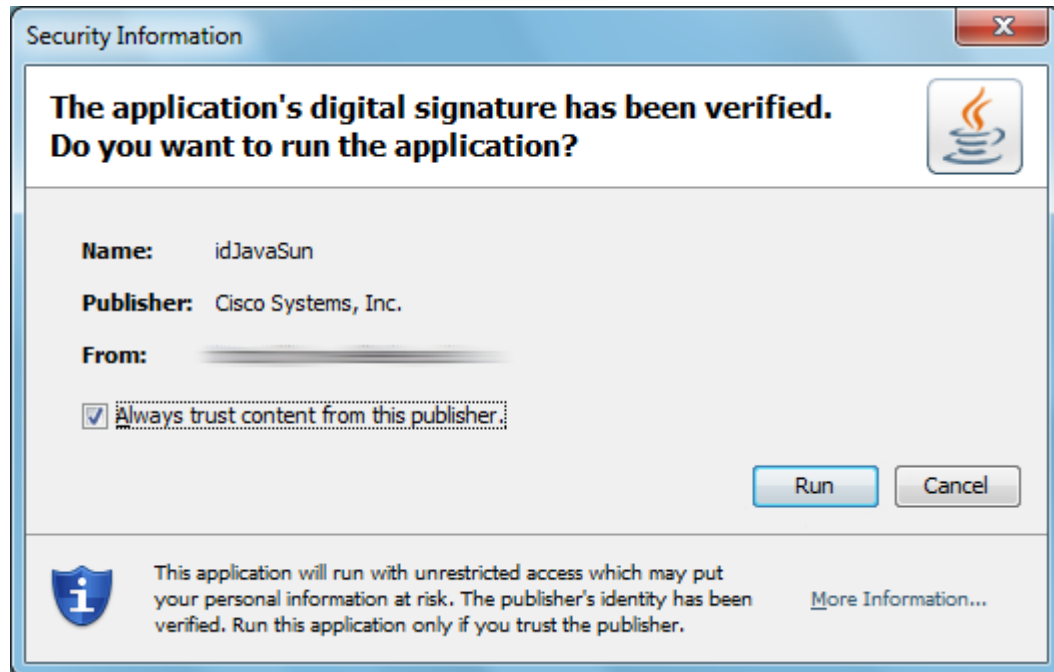 Security Information
The application's digital signature has been verified.
Do you want to run the application?
Name: idJavaSun
Publisher: Cisco Systems, Inc.
From:
Always trust content from this publisher.
Run Cancel
This application will run with unrestricted access which may put
your personal information at risk. The publisher's identity has been
verified. Run this application only if you trust the publisher.
More Information...